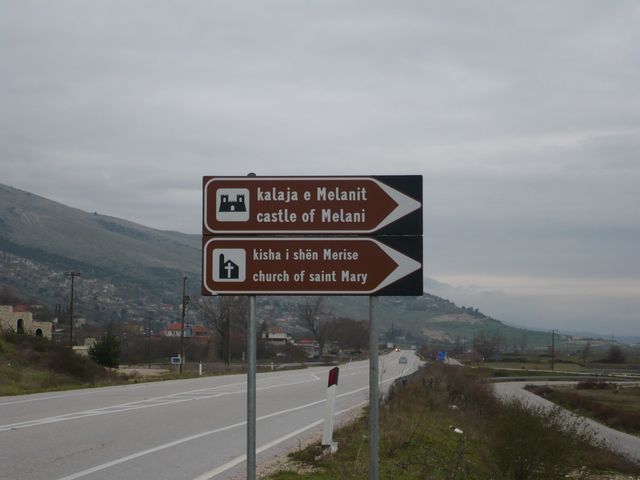 kalaja e Melanit
castle of Melani
kisha i shën Merise
church of saint Mary